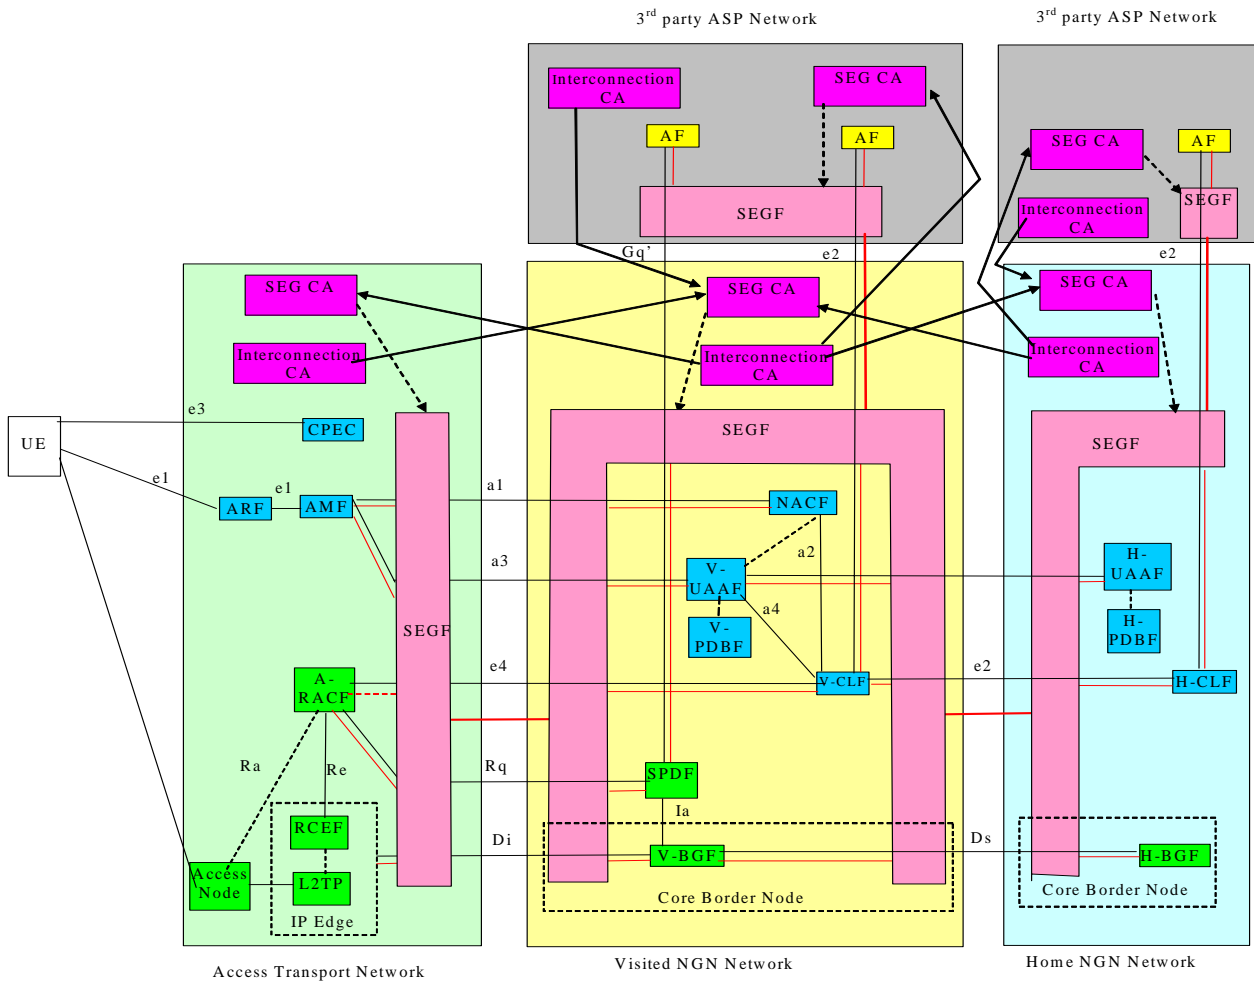 3rd party ASP Network
3rd party ASP Network
Interconnection
CA
SEG CA
AF
AF
SEGF
SEG CA
AF
SEGF
Interconnection
CA
Gq'
e2
e2
SEG CA
Interconnection
CA
SEG CA
Interconnection
CA
SEG CA
Interconnection
CA
UE
e3
CPEC
e1
ARF
e1
AMF
SEGF
a1
a3
e4
Rq
Di
SEGF
NACF
a2
V-
UAAF
a4
V-
PDBF
V-CLF
SPDF
Ia
V-BGF
Core Border Node
SEGF
H-
UAAF
H-
PDBF
e2
H-CLF
Ds
H-BGF
Core Border Node
A-
RACF
Ra
Re
RCEF
L2TP
IP Edge
Access
Node
Access Transport Network
Visited NGN Network
Home NGN Network